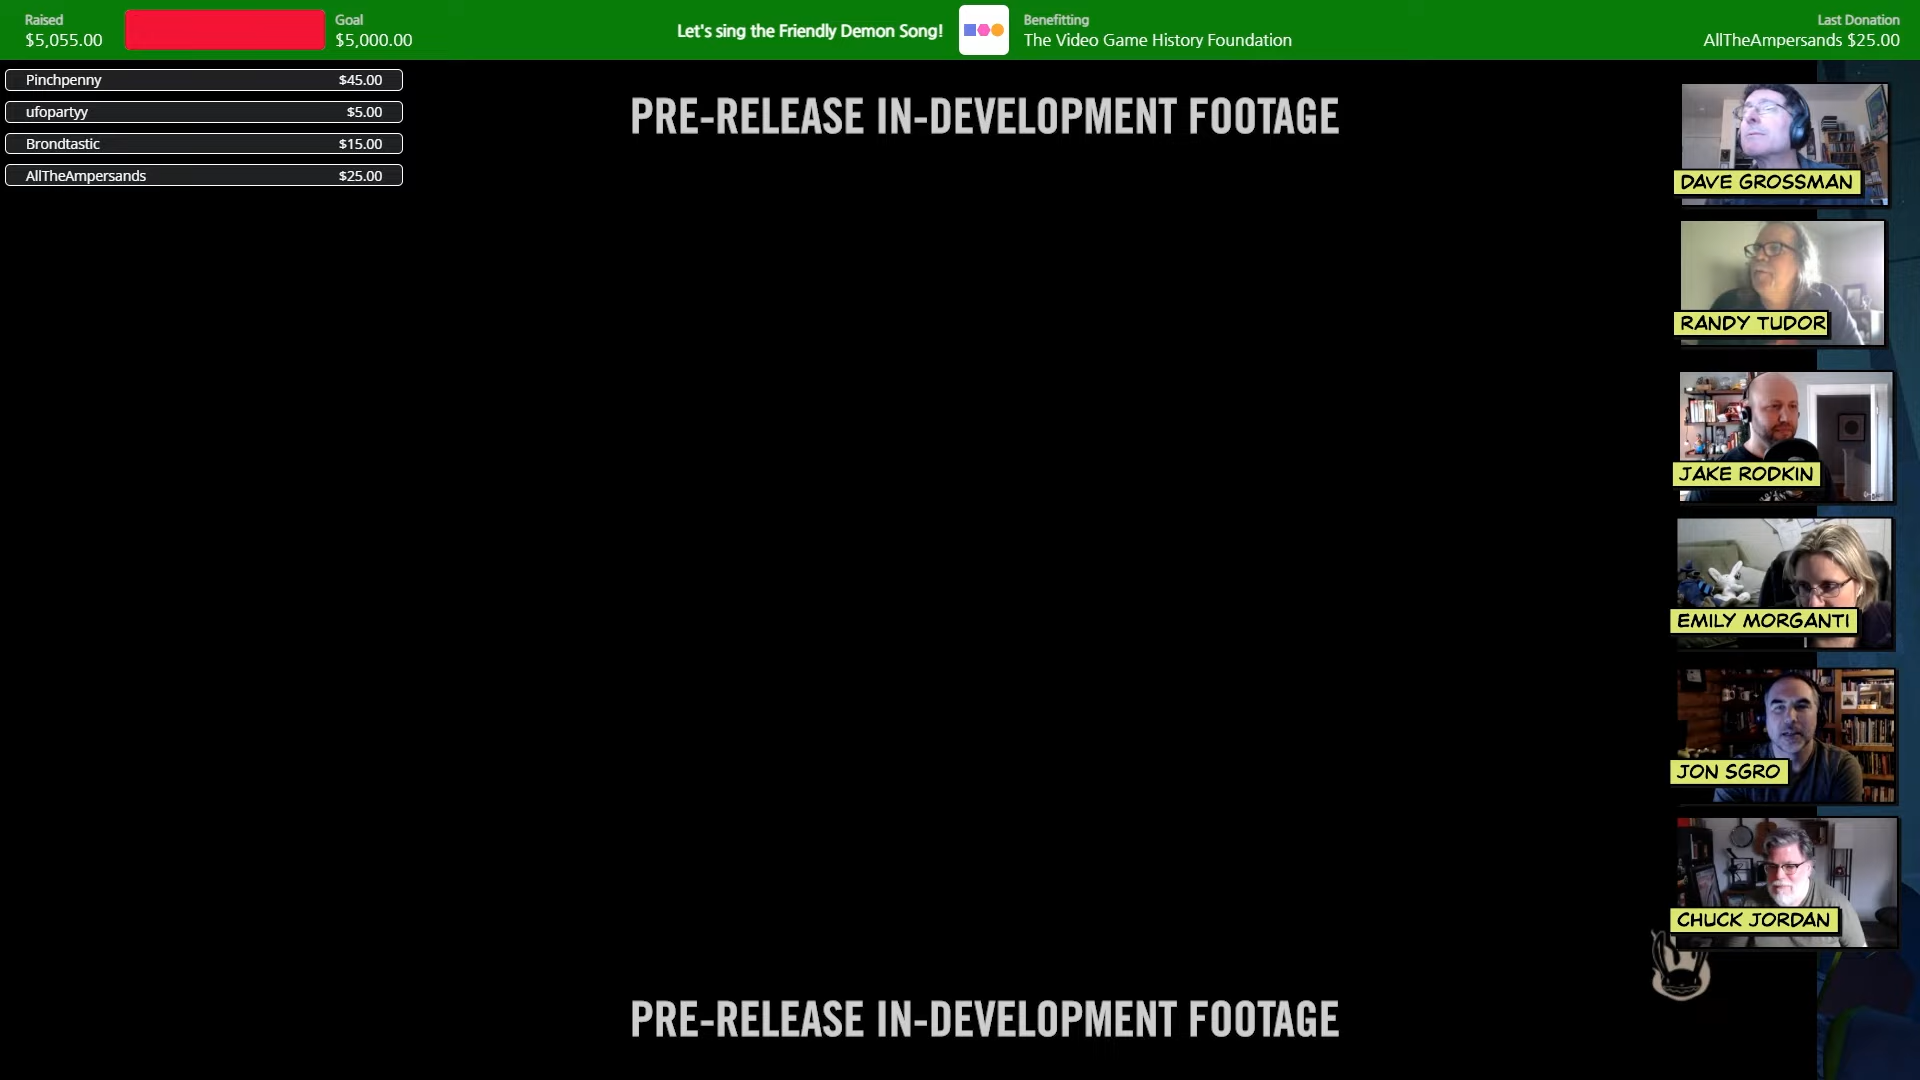 Raised
$5,055.00
Goal
$5,000.00
Let's sing the Friendly Demon Song!
Benefitting
The Video Game History Foundation
Last Donation
AllTheAmpersands $25.00
Pinchpenny $45.00
ufopartyy $5.00
Brondtastic $15.00
AllTheAmpersands $25.00
PRE-RELEASE IN-DEVELOPMENT FOOTAGE
DAVE GROSSMAN
RANDY TUDOR
JAKE RODKIN
EMILY MORGANTI
JON SGRO
CHUCK JORDAN
PRE-RELEASE IN-DEVELOPMENT FOOTAGE